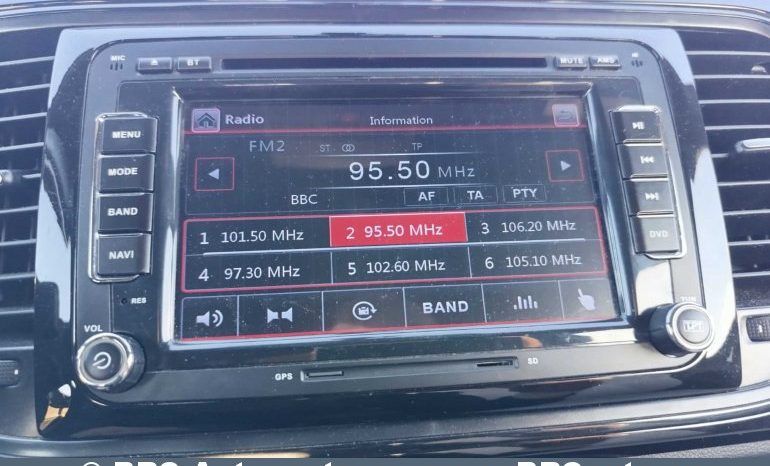 MIC BT MUTE AMS IR
Radio Information
MENU FM2 ST TP
95.50 MHz
MODE
BBC AF TA PTY
BAND
1 101.50 MHz 2 95.50 MHz 3 106.20 MHz
NAVI DVD
4 97.30 MHz 5 102.60 MHz 6 105.10 MHz
RES BAND
VOL TUN
GPS SD